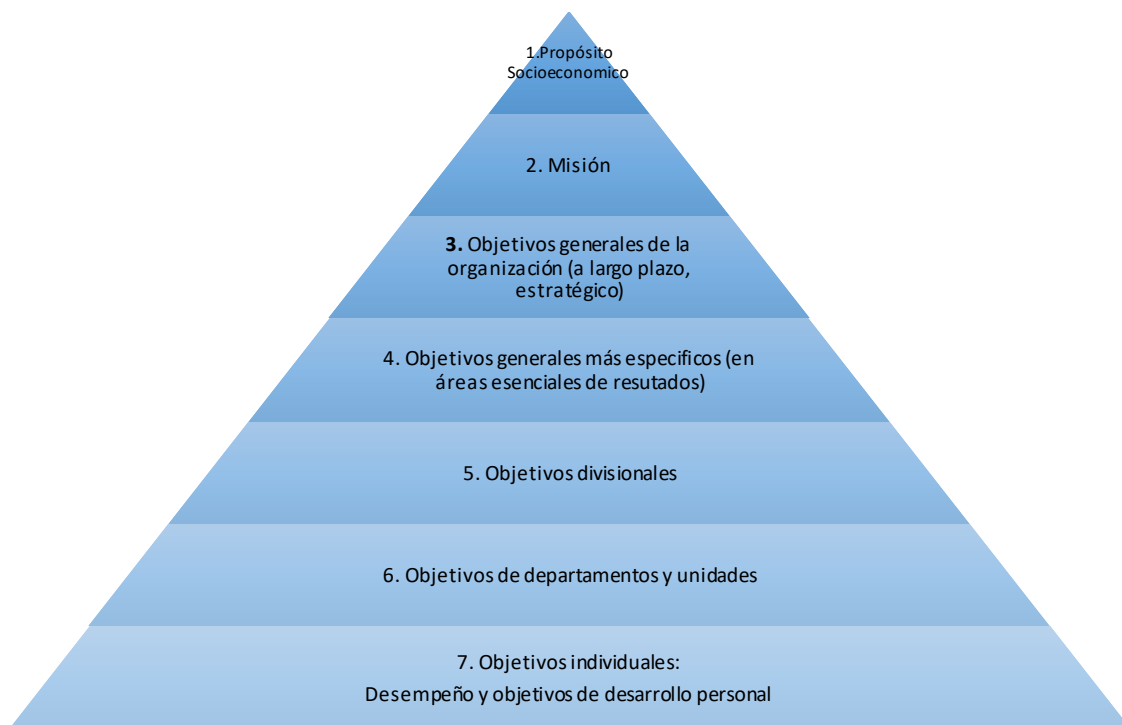 1.Propósito
Socioeconomico
2. Misión
3. Objetivos generales de la
organización (a largo plazo,
estratégico)
4. Objetivos generales más especificos (en
áreas esenciales de resutados)
5. Objetivos divisionales
6. Objetivos de departamentos y unidades
7. Objetivos individuales:
Desempeño y objetivos de desarrollo personal